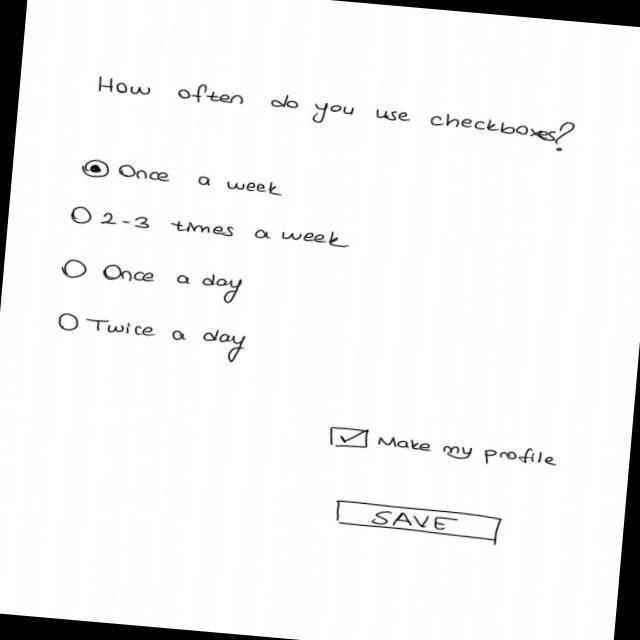 How often do you use checkboxes?
Once a week
2-3 times a week
Once a day
Twice a day
Make my profile
SAVE